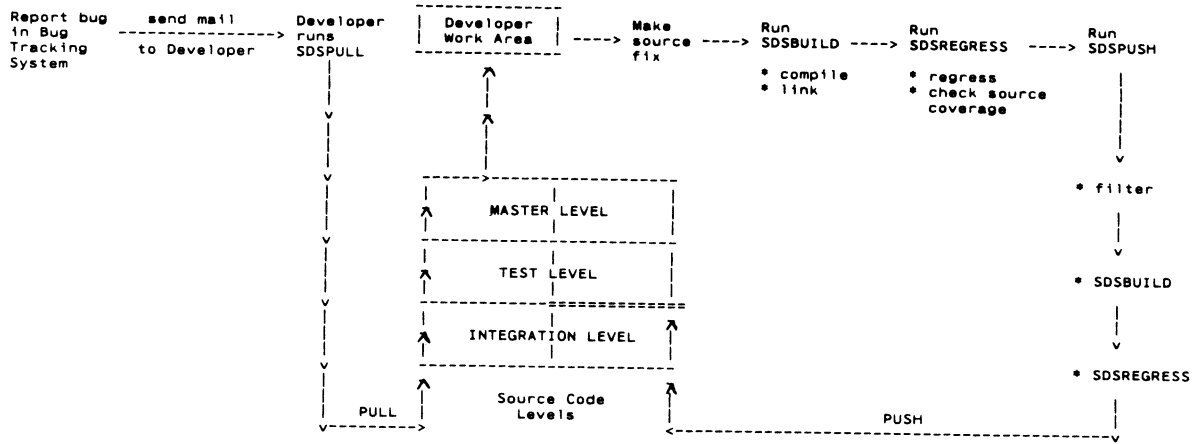 Report bug
in Bug
Tracking
System
send mail
to Developer
Developer
runs
SDSPULL
Developer
Work Area
Make
source
fix
Run
SDSBUILD
* compile
* link
Run
SDSREGRESS
* regress
* check source
coverage
Run
SDSPUSH
* filter
* SDSBUILD
* SDSREGRESS
MASTER LEVEL
TEST LEVEL
INTEGRATION LEVEL
Source Code
Levels
PULL
PUSH